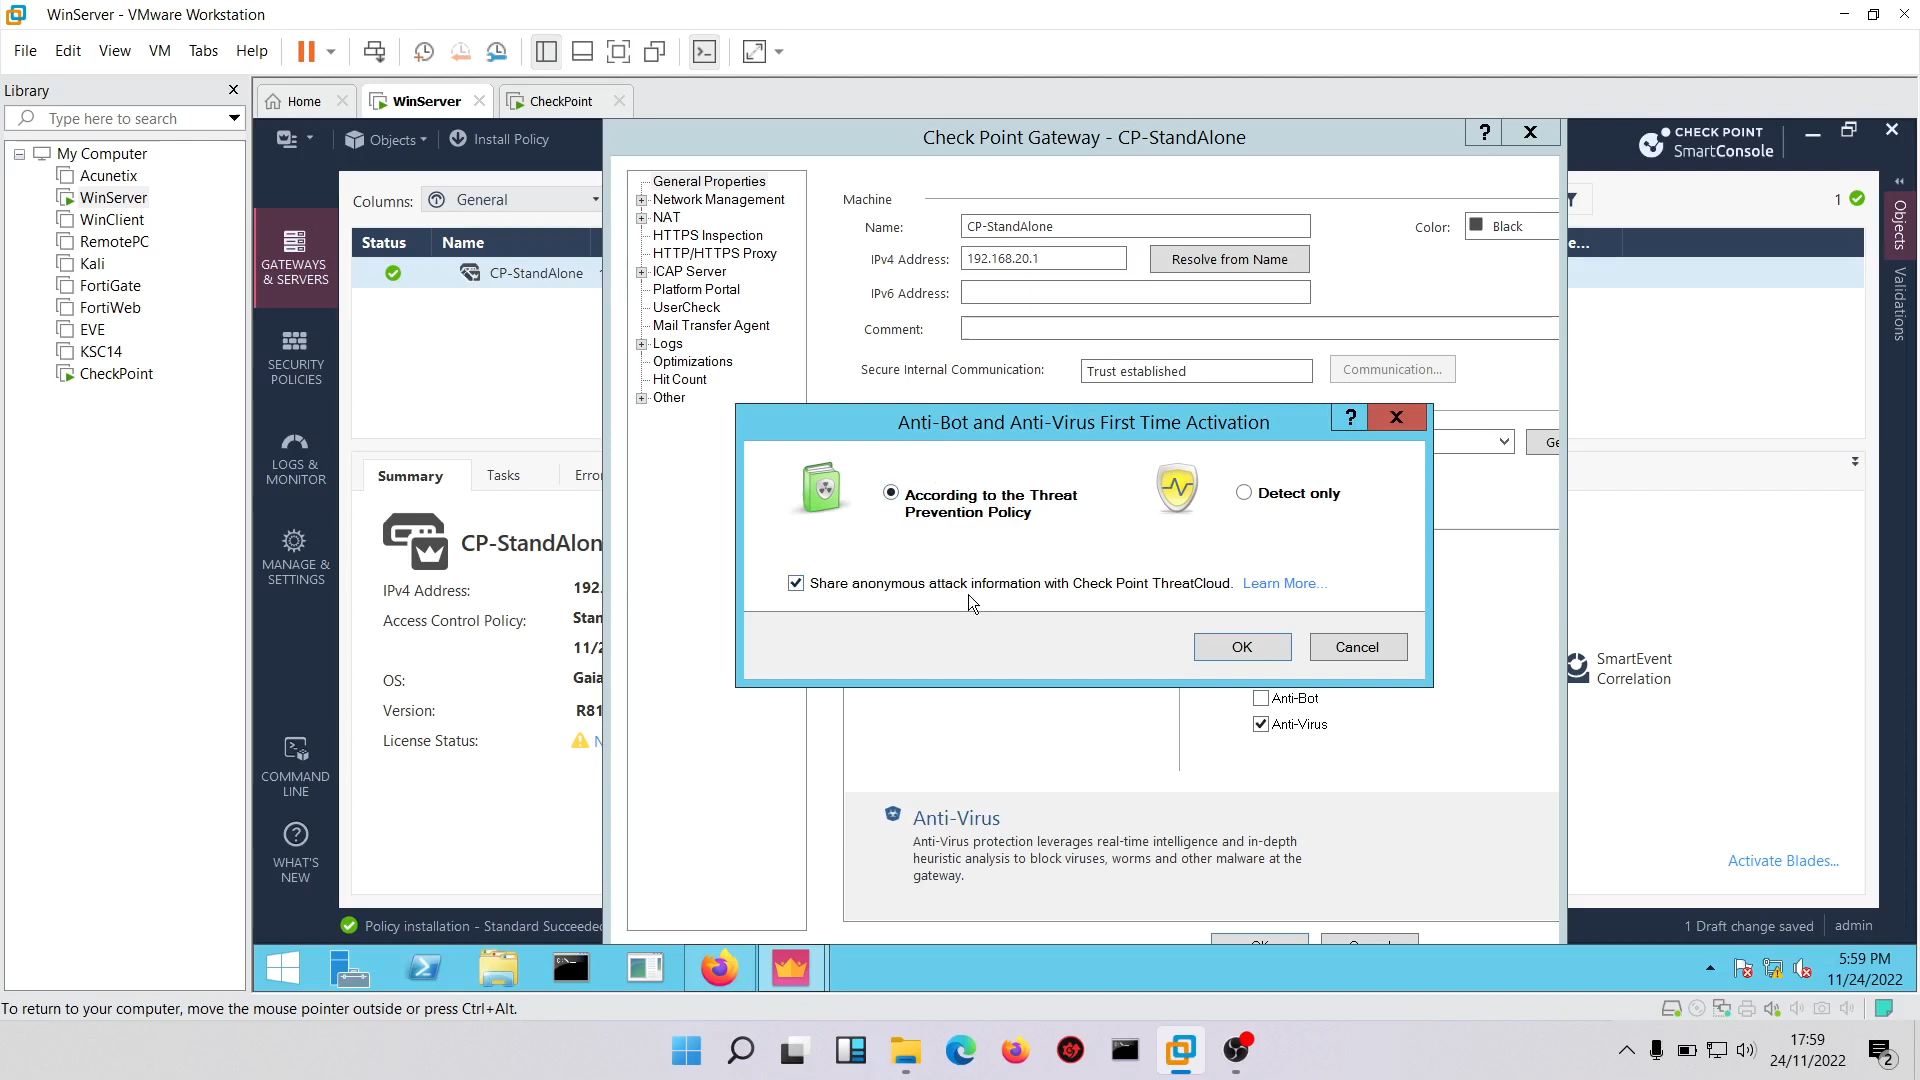 WinServer - VMware Workstation
File Edit View VM Tabs Help
Library
Type here to search
My Computer
Acunetix
WinServer
WinClient
RemotePC
Kali
FortiGate
FortiWeb
EVE
KSC14
CheckPoint
Home
WinServer
CheckPoint
Objects
Install Policy
CHECK POINT
SmartConsole
GATEWAYS
& SERVERS
SECURITY
POLICIES
LOGS &
MONITOR
MANAGE &
SETTINGS
COMMAND
LINE
WHAT'S
NEW
Columns: General
Status Name
CP-StandAlone
Summary Tasks
CP-StandAlon
IPv4 Address: 192.
Access Control Policy: Stan
11/2
OS: Gaia
Version: R81
License Status: N
Policy installation - Standard Succeeded
Check Point Gateway - CP-StandAlone
General Properties
Network Management
NAT
HTTPS Inspection
HTTP/HTTPS Proxy
ICAP Server
Platform Portal
UserCheck
Mail Transfer Agent
Logs
Optimizations
Hit Count
Other
Machine
Name: CP-StandAlone
Color: Black
IPv4 Address: 192.168.20.1 Resolve from Name
IPv6 Address:
Comment:
Secure Internal Communication: Trust established Communication...
Ge
Anti-Bot and Anti-Virus First Time Activation
According to the Threat
Prevention Policy
Detect only
Share anonymous attack information with Check Point ThreatCloud. Learn More...
OK Cancel
Anti-Bot
Anti-Virus
Anti-Virus
Anti-Virus protection leverages real-time intelligence and in-depth
heuristic analysis to block viruses, worms and other malware at the
gateway.
e...
1
Objects
Validations
SmartEvent
Correlation
Activate Blades...
1 Draft change saved admin
5:59 PM
11/24/2022
To return to your computer, move the mouse pointer outside or press Ctrl+Alt.
17:59
24/11/2022
2